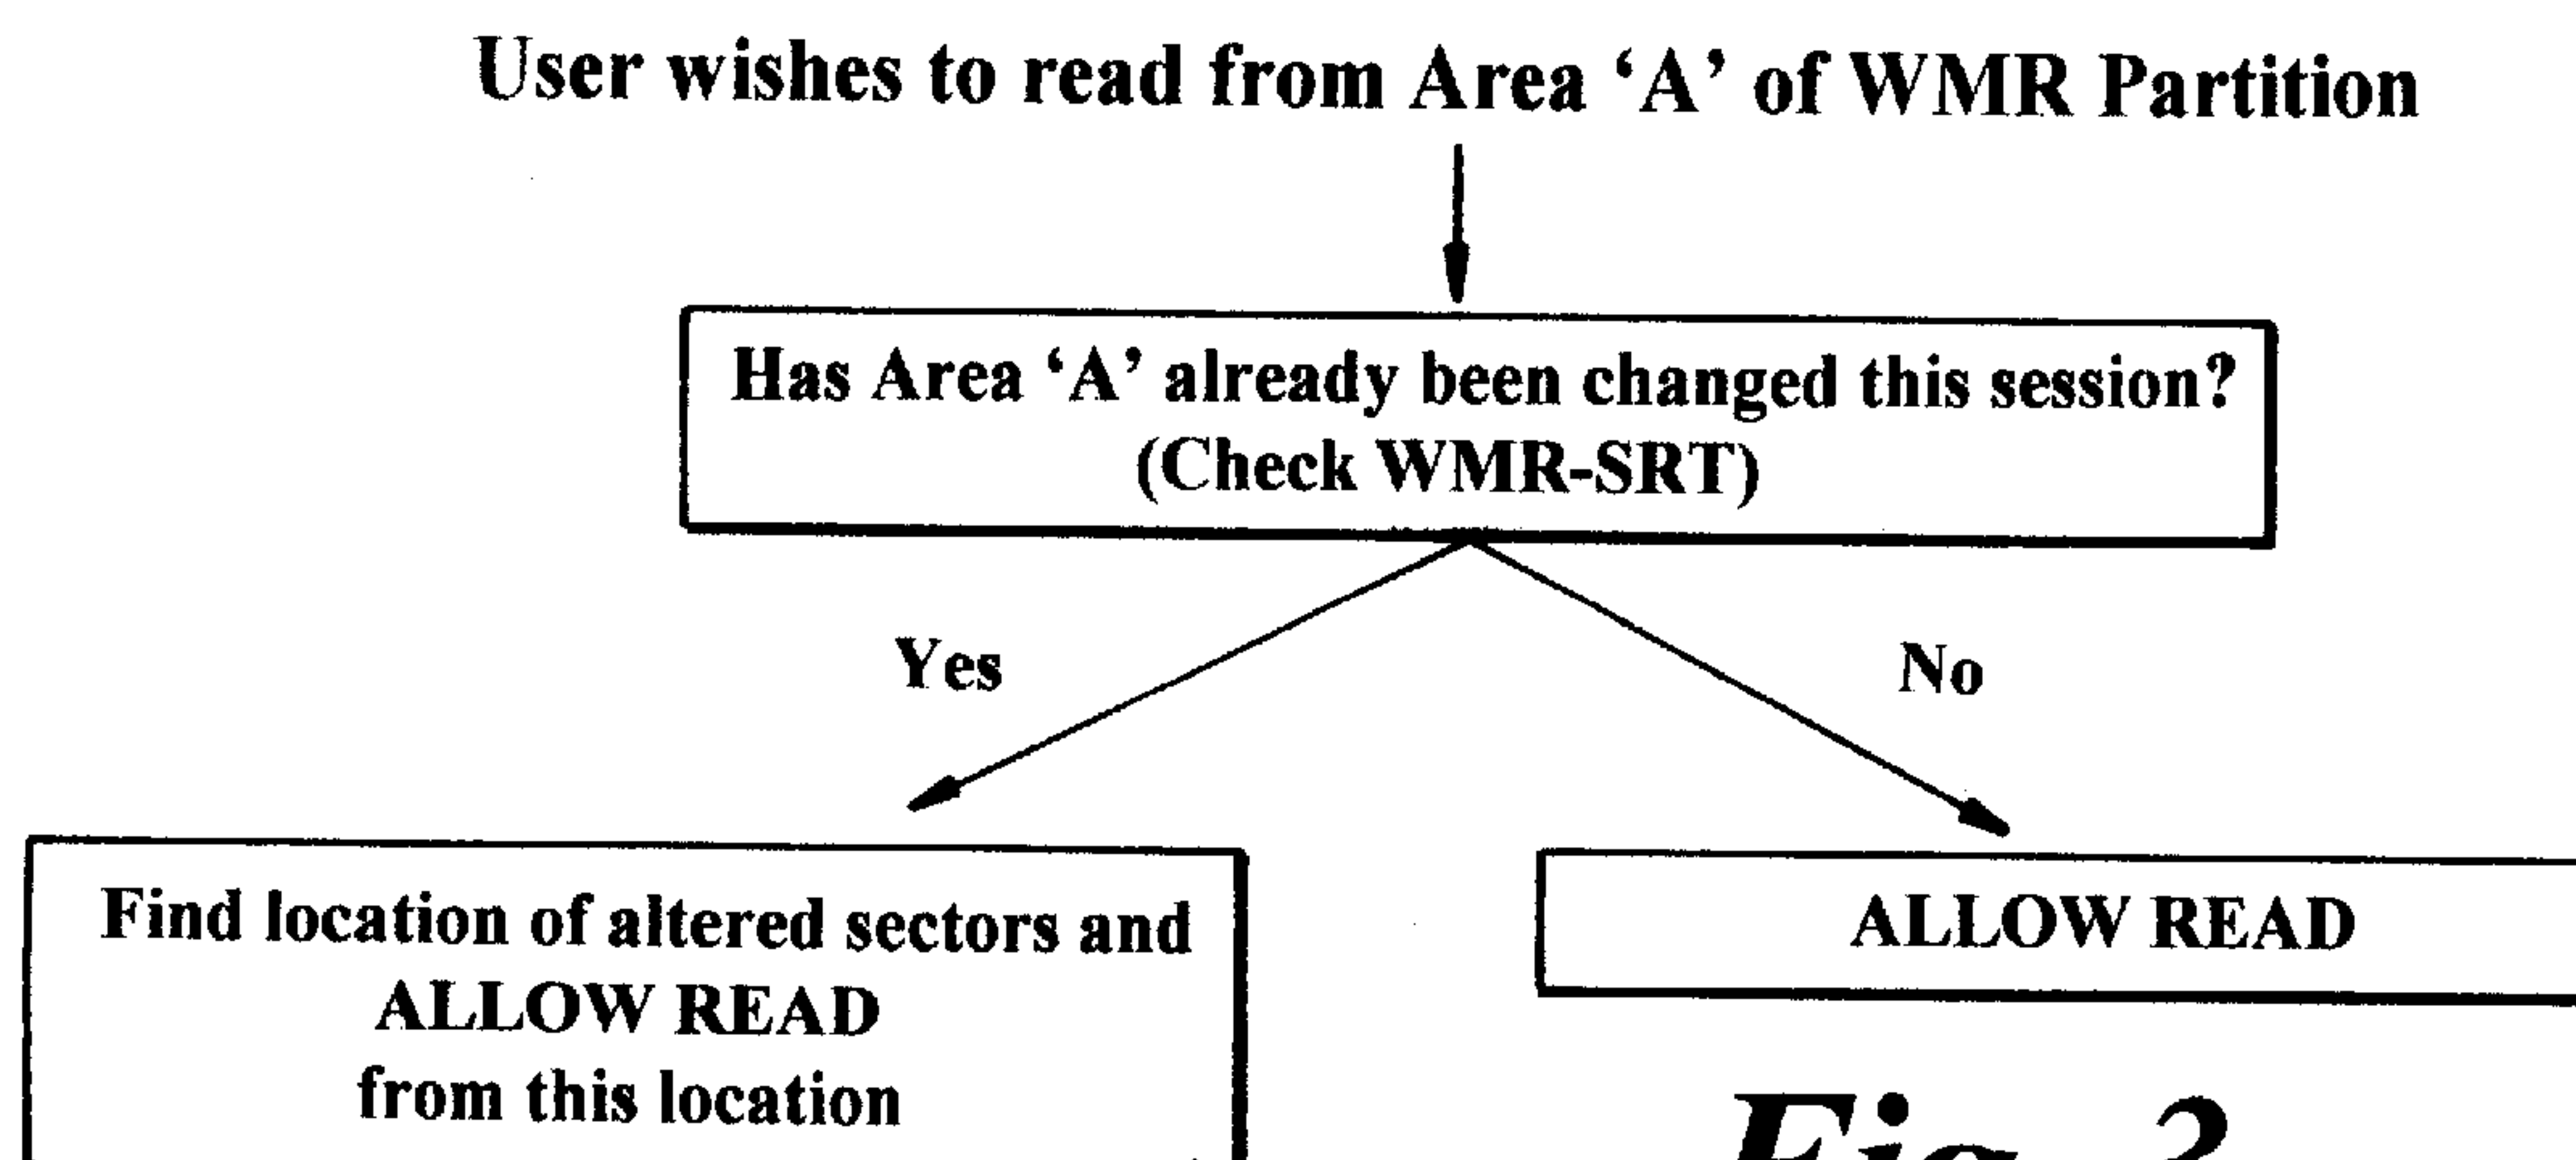 User wishes to read from Area ‘A’ of WMR Partition
Has Area ‘A’ already been changed this session?
(Check WMR-SRT)
Yes
No
Find location of altered sectors and
ALLOW READ
from this location
ALLOW READ
Fig.